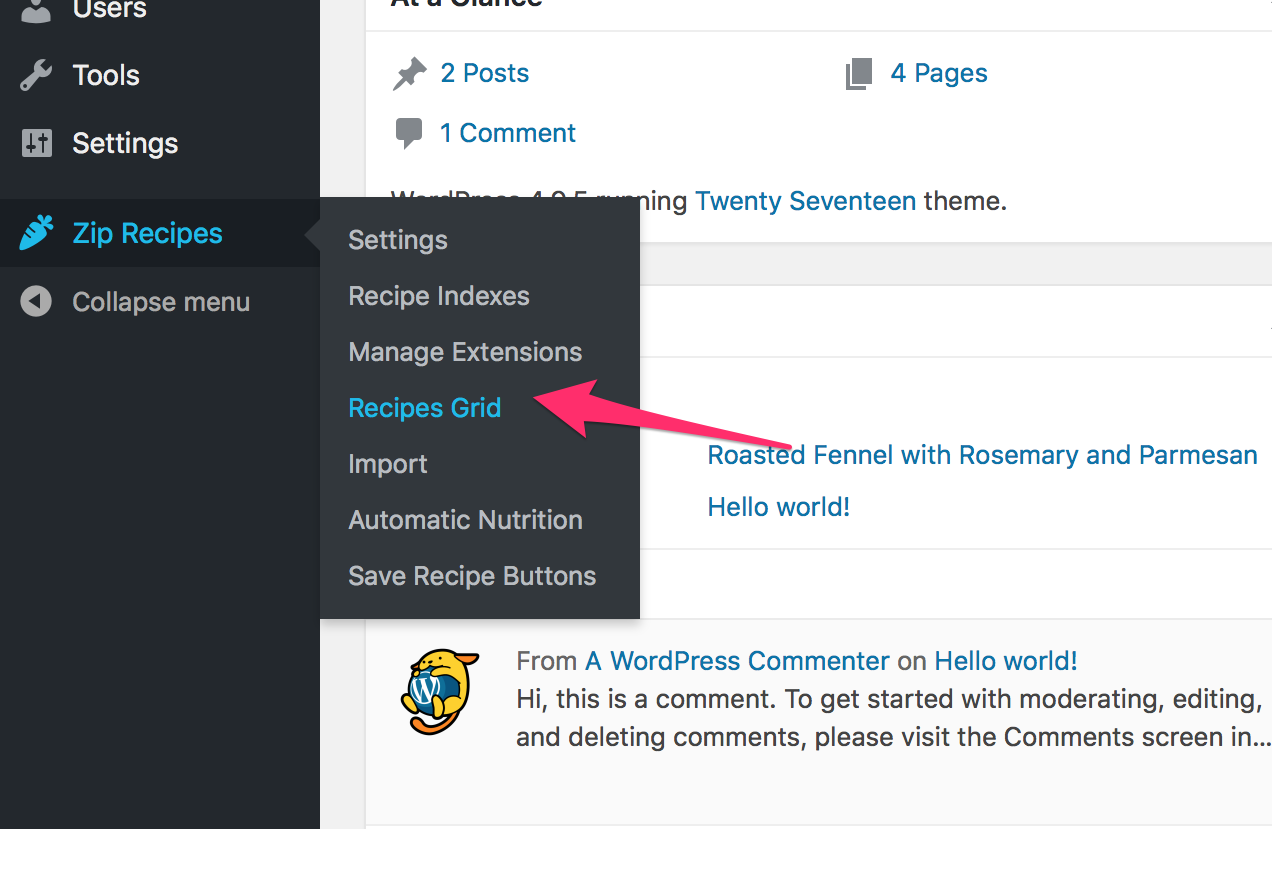 Users
Tools
Settings
Zip Recipes
Collapse menu
Settings
Recipe Indexes
Manage Extensions
Recipes Grid
Import
Automatic Nutrition
Save Recipe Buttons
At a Glance
2 Posts
4 Pages
1 Comment
WordPress 4.9.5 running Twenty Seventeen theme.
Roasted Fennel with Rosemary and Parmesan
Hello world!
From A WordPress Commenter on Hello world!
Hi, this is a comment. To get started with moderating, editing,
and deleting comments, please visit the Comments screen in...